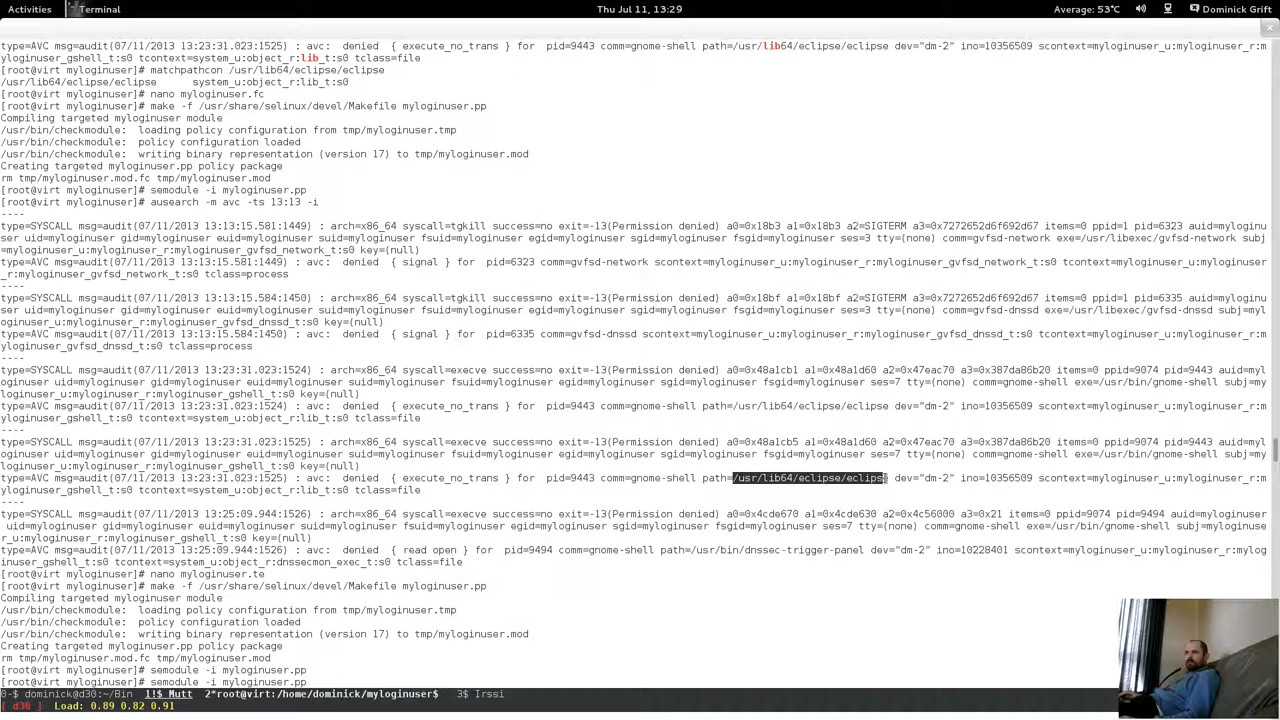 Activities Terminal Thu Jul 11, 13:29 Average: 53°C Dominick Grift
type=AVC msg=audit(07/11/2013 13:23:31.023:1525) : avc:  denied  { execute_no_trans } for  pid=9443 comm=gnome-shell path=/usr/lib64/eclipse/eclipse dev="dm-2" ino=10356509 scontext=myloginuser_u:myloginuser_r:m
yloginuser_gshell_t:s0 tcontext=system_u:object_r:lib_t:s0 tclass=file
[root@virt myloginuser]# matchpathcon /usr/lib64/eclipse/eclipse
/usr/lib64/eclipse/eclipse      system_u:object_r:lib_t:s0
[root@virt myloginuser]# nano myloginuser.fc
[root@virt myloginuser]# make -f /usr/share/selinux/devel/Makefile myloginuser.pp
Compiling targeted myloginuser module
/usr/bin/checkmodule:  loading policy configuration from tmp/myloginuser.tmp
/usr/bin/checkmodule:  policy configuration loaded
/usr/bin/checkmodule:  writing binary representation (version 17) to tmp/myloginuser.mod
Creating targeted myloginuser.pp policy package
rm tmp/myloginuser.mod.fc tmp/myloginuser.mod
[root@virt myloginuser]# semodule -i myloginuser.pp
[root@virt myloginuser]# ausearch -m avc -ts 13:13 -i
----
type=SYSCALL msg=audit(07/11/2013 13:13:15.581:1449) : arch=x86_64 syscall=tgkill success=no exit=-13(Permission denied) a0=0x18b3 a1=0x18b3 a2=SIGTERM a3=0x7272652d6f692d67 items=0 ppid=1 pid=6323 auid=myloginu
ser uid=myloginuser gid=myloginuser euid=myloginuser suid=myloginuser fsuid=myloginuser egid=myloginuser sgid=myloginuser fsgid=myloginuser ses=3 tty=(none) comm=gvfsd-network exe=/usr/libexec/gvfsd-network subj
=myloginuser_u:myloginuser_r:myloginuser_gvfsd_network_t:s0 key=(null)
type=AVC msg=audit(07/11/2013 13:13:15.581:1449) : avc:  denied  { signal } for  pid=6323 comm=gvfsd-network scontext=myloginuser_u:myloginuser_r:myloginuser_gvfsd_network_t:s0 tcontext=myloginuser_u:myloginuser
_r:myloginuser_gshell_t:s0 tclass=process
----
type=SYSCALL msg=audit(07/11/2013 13:13:15.584:1450) : arch=x86_64 syscall=tgkill success=no exit=-13(Permission denied) a0=0x18bf a1=0x18bf a2=SIGTERM a3=0x7272652d6f692d67 items=0 ppid=1 pid=6335 auid=myloginu
ser uid=myloginuser gid=myloginuser euid=myloginuser suid=myloginuser fsuid=myloginuser egid=myloginuser sgid=myloginuser fsgid=myloginuser ses=3 tty=(none) comm=gvfsd-dnssd exe=/usr/libexec/gvfsd-dnssd subj=myl
oginuser_u:myloginuser_r:myloginuser_gvfsd_dnssd_t:s0 key=(null)
type=AVC msg=audit(07/11/2013 13:13:15.584:1450) : avc:  denied  { signal } for  pid=6335 comm=gvfsd-dnssd scontext=myloginuser_u:myloginuser_r:myloginuser_gvfsd_dnssd_t:s0 tcontext=myloginuser_u:myloginuser_r:m
yloginuser_gvfsd_dnssd_t:s0 tclass=process
----
type=SYSCALL msg=audit(07/11/2013 13:23:31.023:1524) : arch=x86_64 syscall=execve success=no exit=-13(Permission denied) a0=0x48a1cb1 a1=0x48a1d60 a2=0x47eac70 a3=0x387da86b20 items=0 ppid=9074 pid=9443 auid=myl
oginuser uid=myloginuser gid=myloginuser euid=myloginuser suid=myloginuser fsuid=myloginuser egid=myloginuser sgid=myloginuser fsgid=myloginuser ses=7 tty=(none) comm=gnome-shell exe=/usr/bin/gnome-shell subj=my
loginuser_u:myloginuser_r:myloginuser_gshell_t:s0 key=(null)
type=AVC msg=audit(07/11/2013 13:23:31.023:1524) : avc:  denied  { execute_no_trans } for  pid=9443 comm=gnome-shell path=/usr/lib64/eclipse/eclipse dev="dm-2" ino=10356509 scontext=myloginuser_u:myloginuser_r:m
yloginuser_gshell_t:s0 tcontext=system_u:object_r:lib_t:s0 tclass=file
----
type=SYSCALL msg=audit(07/11/2013 13:23:31.023:1525) : arch=x86_64 syscall=execve success=no exit=-13(Permission denied) a0=0x48a1cb5 a1=0x48a1d60 a2=0x47eac70 a3=0x387da86b20 items=0 ppid=9074 pid=9443 auid=myl
oginuser uid=myloginuser gid=myloginuser euid=myloginuser suid=myloginuser fsuid=myloginuser egid=myloginuser sgid=myloginuser fsgid=myloginuser ses=7 tty=(none) comm=gnome-shell exe=/usr/bin/gnome-shell subj=my
loginuser_u:myloginuser_r:myloginuser_gshell_t:s0 key=(null)
type=AVC msg=audit(07/11/2013 13:23:31.023:1525) : avc:  denied  { execute_no_trans } for  pid=9443 comm=gnome-shell path=/usr/lib64/eclipse/eclipse dev="dm-2" ino=10356509 scontext=myloginuser_u:myloginuser_r:m
yloginuser_gshell_t:s0 tcontext=system_u:object_r:lib_t:s0 tclass=file
----
type=SYSCALL msg=audit(07/11/2013 13:25:09.944:1526) : arch=x86_64 syscall=execve success=no exit=-13(Permission denied) a0=0x4cde670 a1=0x4cde630 a2=0x4c56000 a3=0x21 items=0 ppid=9074 pid=9494 auid=myloginuser
 uid=myloginuser gid=myloginuser euid=myloginuser suid=myloginuser fsuid=myloginuser egid=myloginuser sgid=myloginuser fsgid=myloginuser ses=7 tty=(none) comm=gnome-shell exe=/usr/bin/gnome-shell subj=myloginuse
r_u:myloginuser_r:myloginuser_gshell_t:s0 key=(null)
type=AVC msg=audit(07/11/2013 13:25:09.944:1526) : avc:  denied  { read open } for  pid=9494 comm=gnome-shell path=/usr/bin/dnssec-trigger-panel dev="dm-2" ino=10228401 scontext=myloginuser_u:myloginuser_r:mylog
inuser_gshell_t:s0 tcontext=system_u:object_r:dnssecmon_exec_t:s0 tclass=file
[root@virt myloginuser]# nano myloginuser.te
[root@virt myloginuser]# make -f /usr/share/selinux/devel/Makefile myloginuser.pp
Compiling targeted myloginuser module
/usr/bin/checkmodule:  loading policy configuration from tmp/myloginuser.tmp
/usr/bin/checkmodule:  policy configuration loaded
/usr/bin/checkmodule:  writing binary representation (version 17) to tmp/myloginuser.mod
Creating targeted myloginuser.pp policy package
rm tmp/myloginuser.mod.fc tmp/myloginuser.mod
[root@virt myloginuser]# semodule -i myloginuser.pp
[root@virt myloginuser]# semodule -i myloginuser.pp
0-$ dominick@d30:~/Bin  1!$ Mutt  2*root@virt:/home/dominick/myloginuser$  3$ Irssi
[ d30 ] Load: 0.89 0.82 0.91